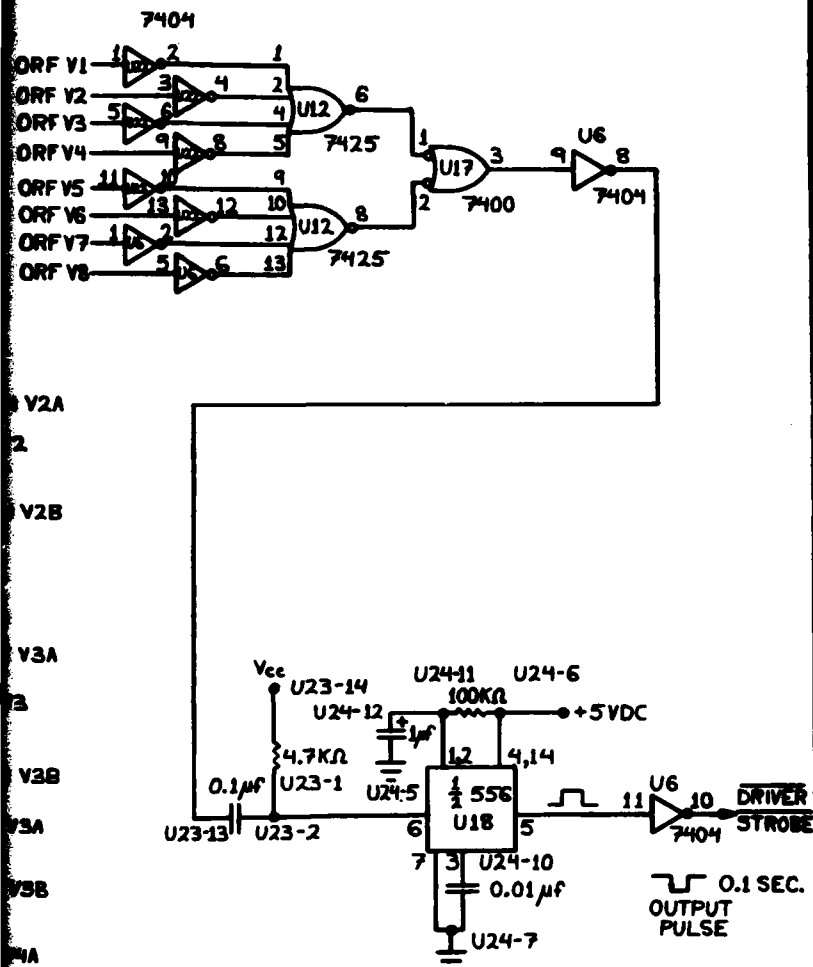 7404
ORF V1 1 2 1
ORF V2 3 4 2
ORF V3 5 6 4
ORF V4 9 8 5
U12 6
7425
ORF V5 11 10 9
ORF V6 13 12 10
ORF V7 1 U6 2 12
ORF V8 5 U6 6 13
U12 8
7425
1 U17 3
2 7400
U6
9 8
7404
V2A
2
V2B
V3A
3
V3B
V3A
V3B
4A
Vcc
U23-14
4.7KΩ
U23-1
0.1µf
U23-13
U23-2
U24-11
U24-6
100KΩ
U24-12
+
1µf
+5VDC
1,2
4,14
U24-5
6
1/2 556
U18
5
7 3
U24-10
0.01µf
U24-7
U6
11 10
7404
DRIVER
STROBE
0.1 SEC.
OUTPUT
PULSE